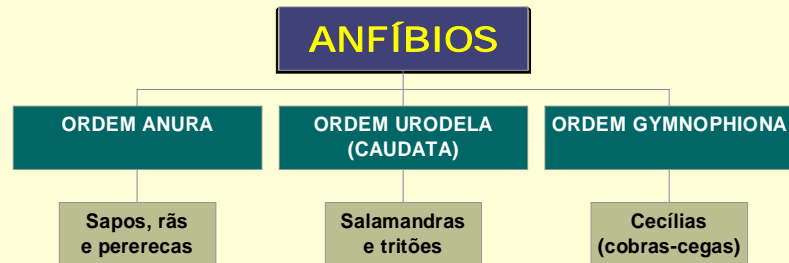 ANFÍBIOS
ORDEM ANURA
ORDEM URODELA
(CAUDATA)
ORDEM GYMNOPHIONA
Sapos, rãs
e pererecas
Salamandras
e tritões
Cecílias
(cobras-cegas)